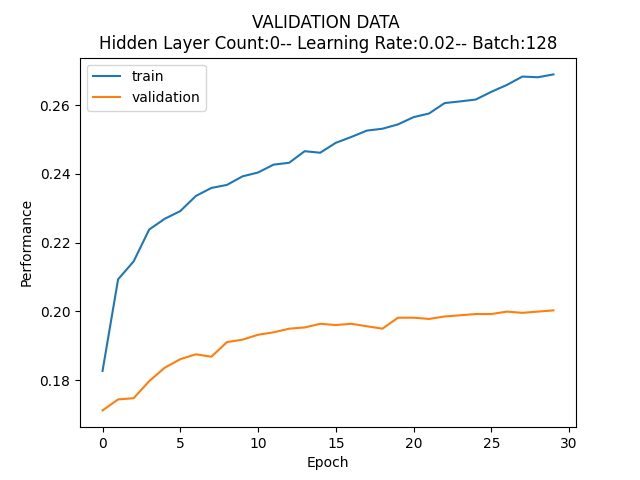 VALIDATION DATA
Hidden Layer Count:0-- Learning Rate:0.02-- Batch:128
train
validation
0.26
0.24
0.22
0.20
0.18
Performance
0
5
10
15
20
25
30
Epoch